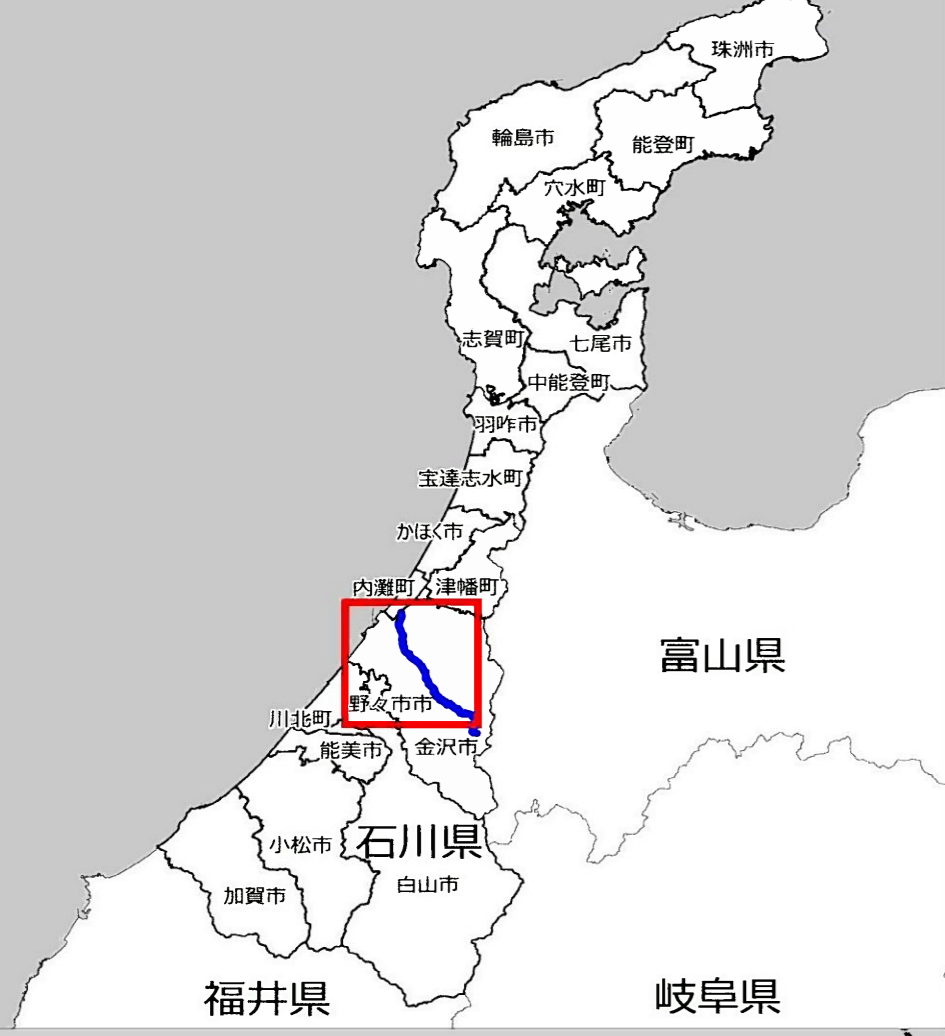 珠洲市
輪島市
能登町
穴水町
志賀町
七尾市
中能登町
羽咋市
宝達志水町
かほく市
内灘町
津幡町
富山県
野々市市
川北町
能美市
金沢市
小松市
石川県
白山市
加賀市
福井県
岐阜県